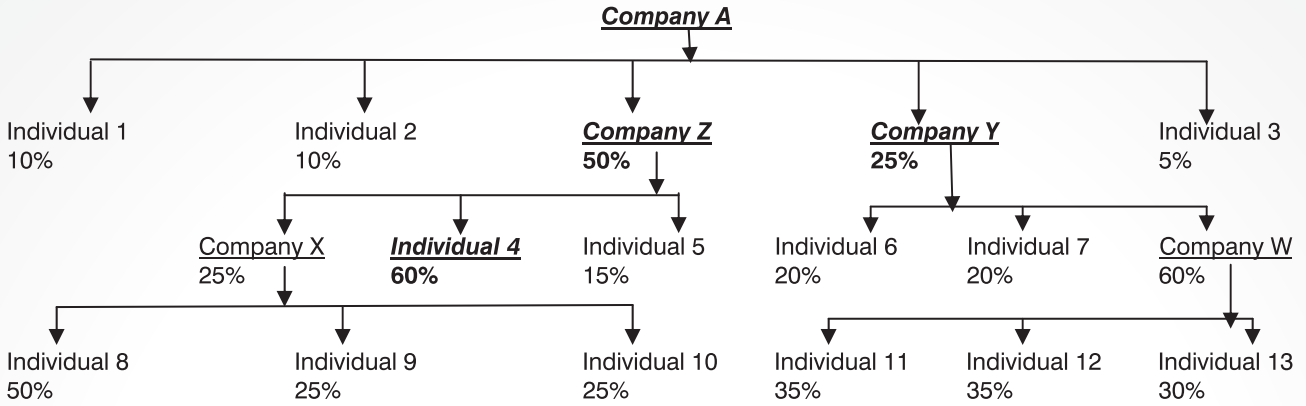 Company A
Individual 1 Individual 2 Company Z Company Y Individual 3
10% 10% 50% 25% 5%
Company X Individual 4 Individual 5 Individual 6 Individual 7 Company W
25% 60% 15% 20% 20% 60%
Individual 8 Individual 9 Individual 10 Individual 11 Individual 12 Individual 13
50% 25% 25% 35% 35% 30%